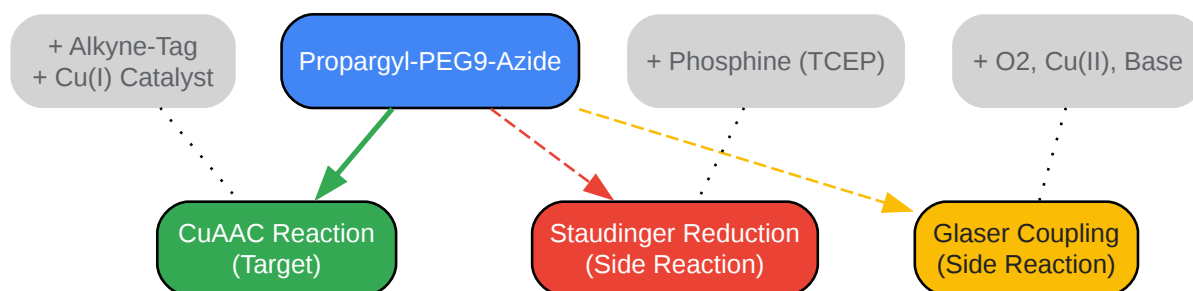 + Alkyne-Tag
+ Cu(I) Catalyst
Propargyl-PEG9-Azide
+ Phosphine (TCEP)
+ O2, Cu(II), Base
CuAAC Reaction
(Target)
Staudinger Reduction
(Side Reaction)
Glaser Coupling
(Side Reaction)